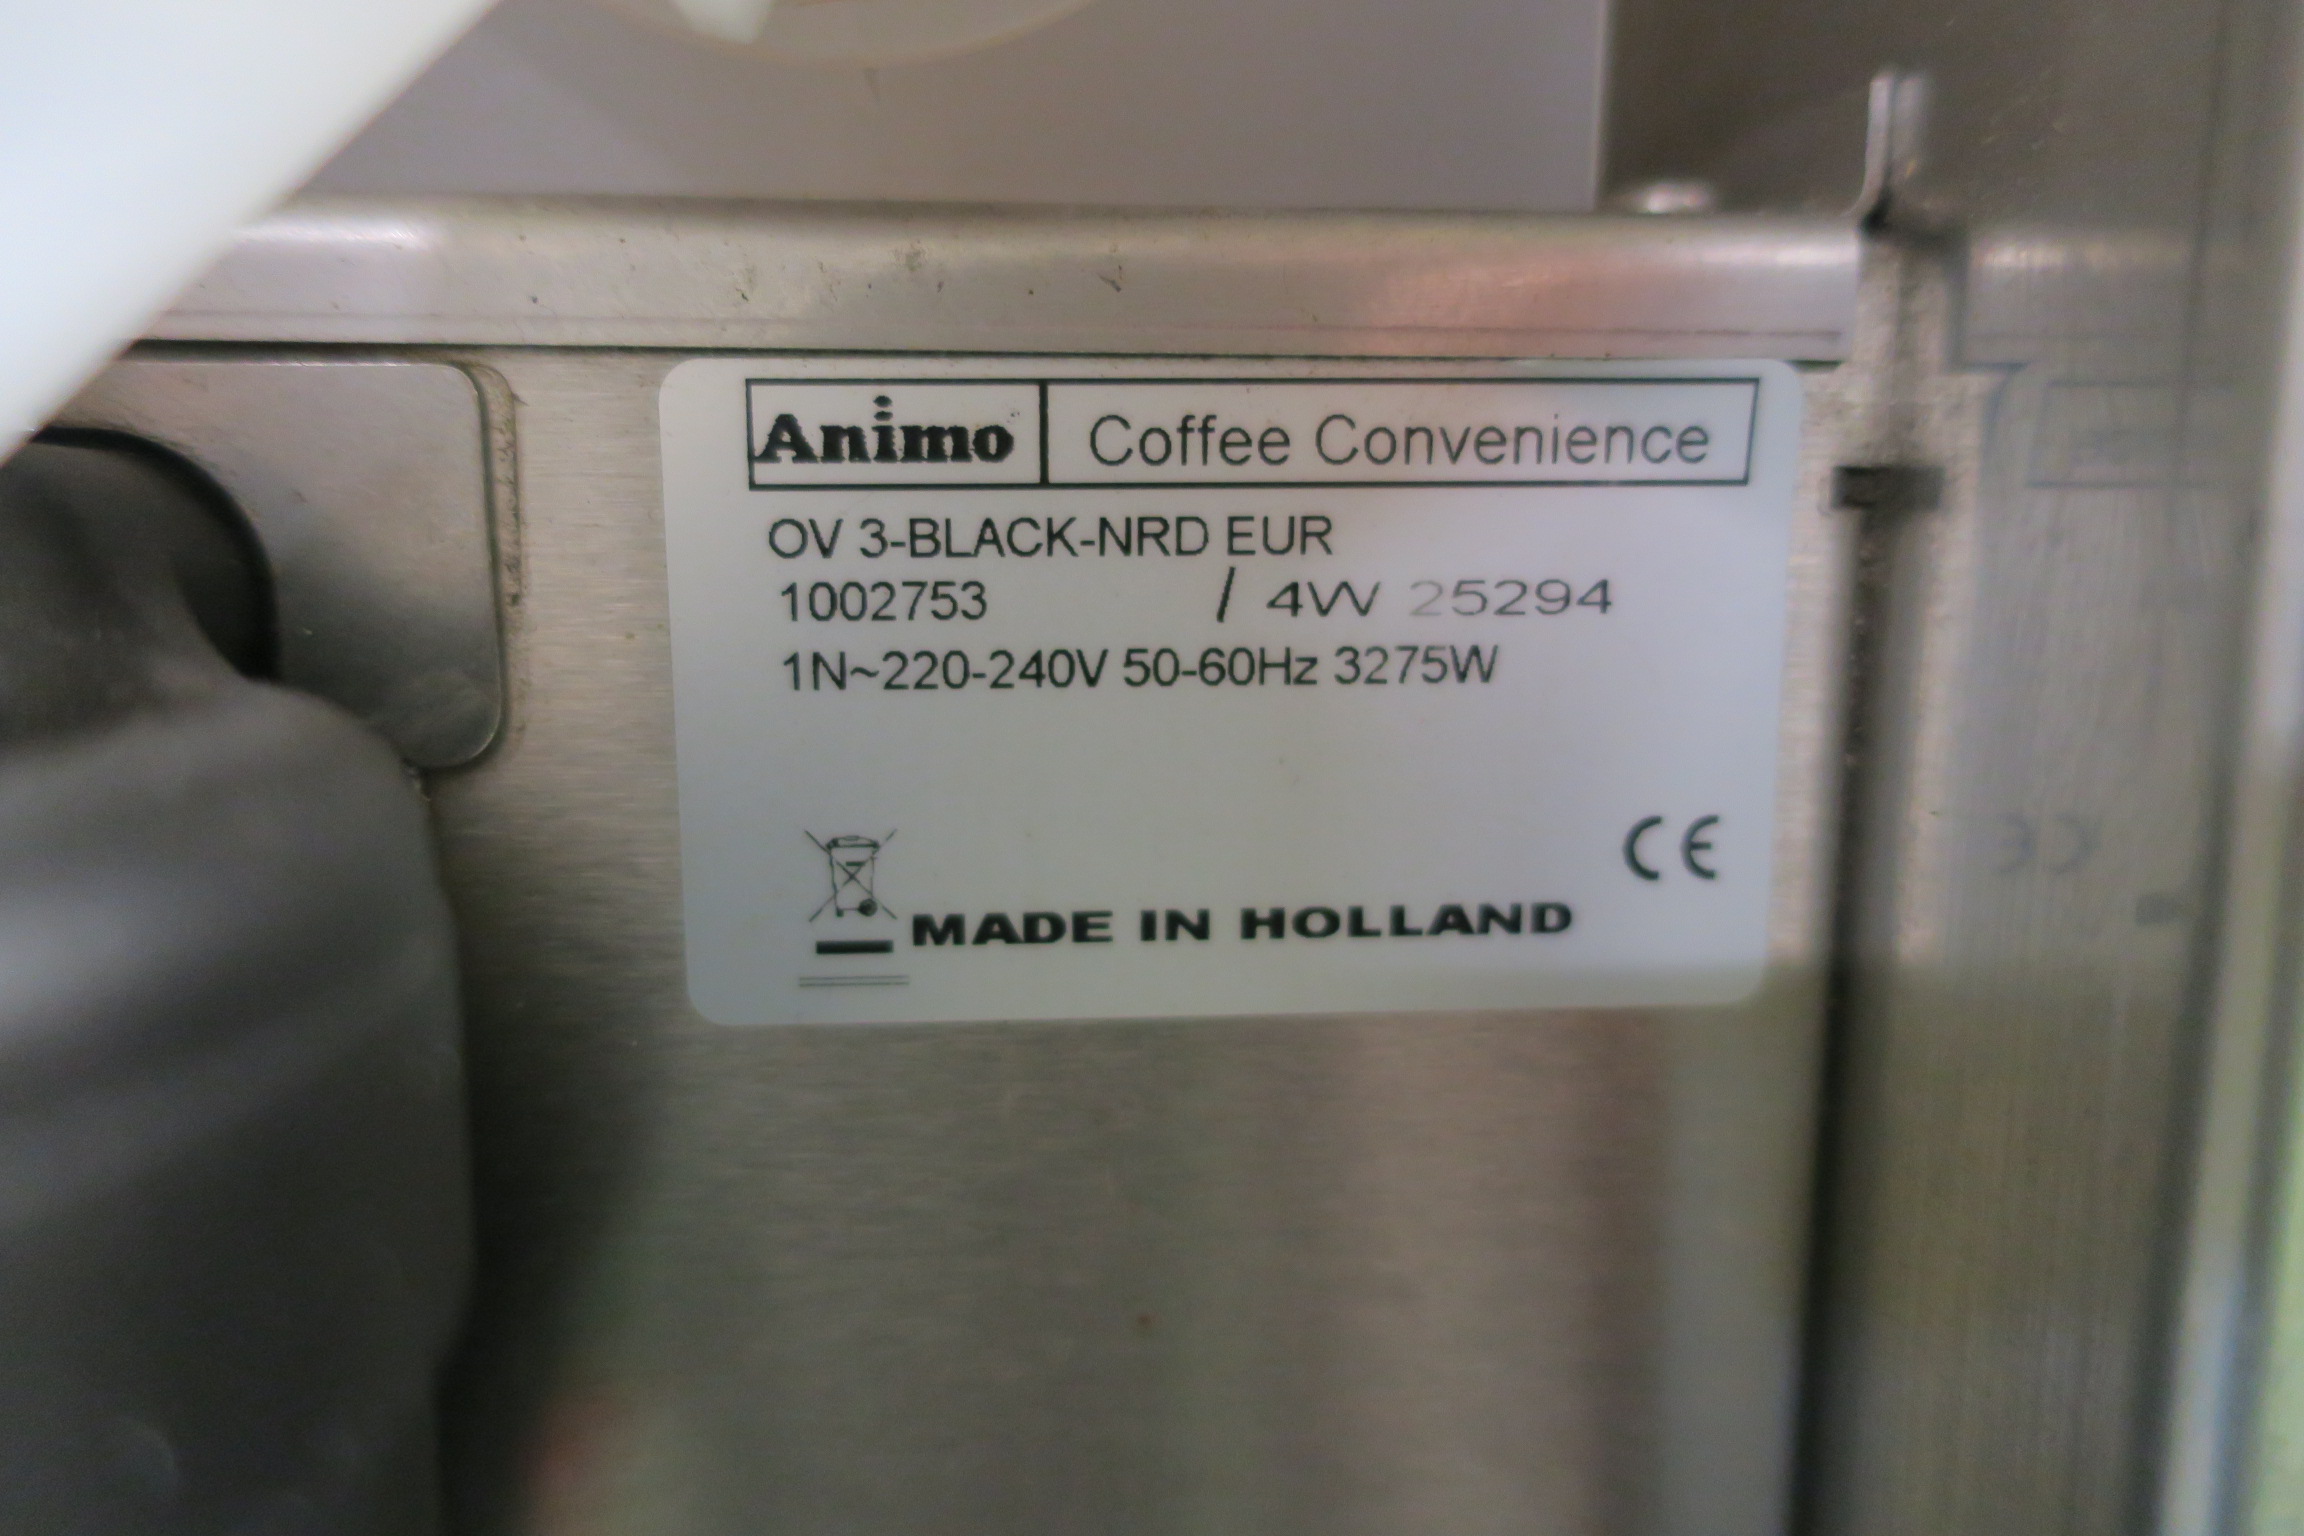 Animo Coffee Convenience
OV 3-BLACK-NRD EUR
1002753 / 4W 25294
1N~220-240V 50-60Hz 3275W
CE
MADE IN HOLLAND